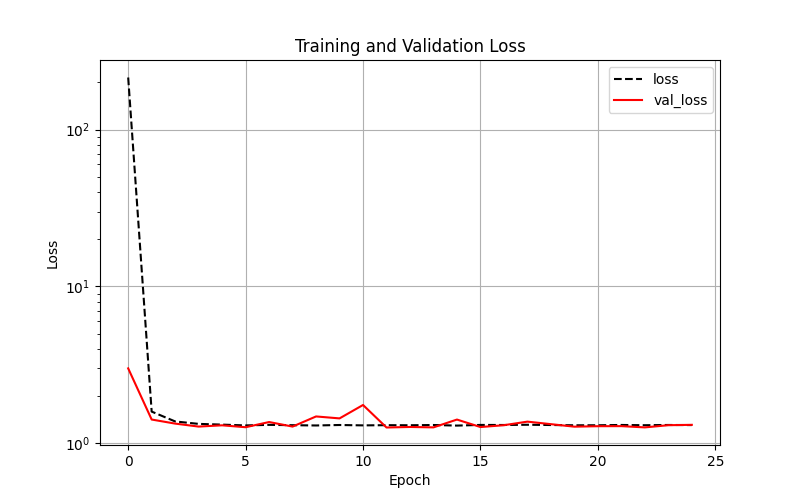 Training and Validation Loss
loss
val_loss
10²
10¹
10⁰
Loss
0 5 10 15 20 25
Epoch